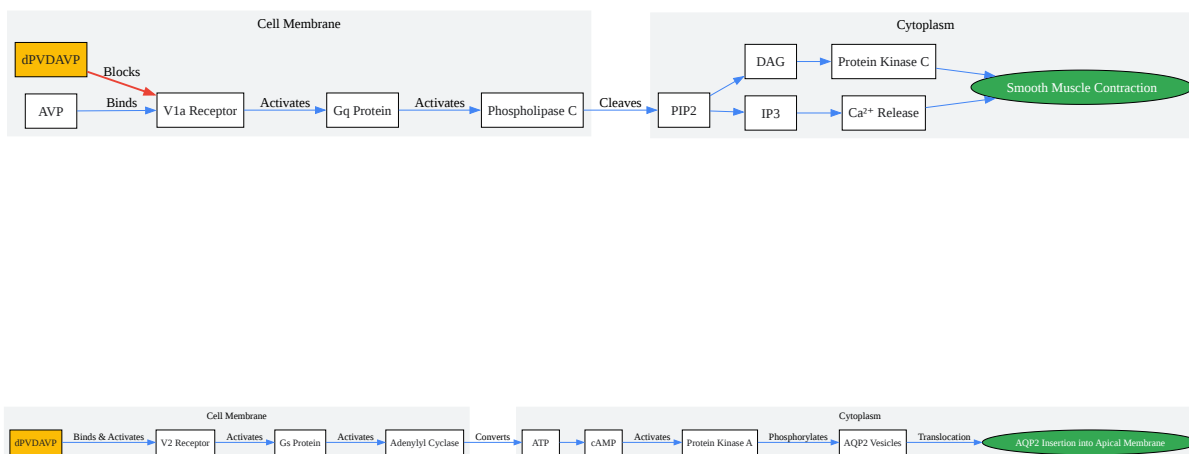 Cell Membrane
Cytoplasm
dPVDAVP
Blocks
AVP
Binds
V1a Receptor
Activates
Gq Protein
Activates
Phospholipase C
Cleaves
PIP2
DAG
Protein Kinase C
IP3
Ca²⁺ Release
Smooth Muscle Contraction
Cell Membrane
Cytoplasm
dPVDAVP
Binds & Activates
V2 Receptor
Activates
Gs Protein
Activates
Adenylyl Cyclase
Converts
ATP
cAMP
Activates
Protein Kinase A
Phosphorylates
AQP2 Vesicles
Translocation
AQP2 Insertion into Apical Membrane